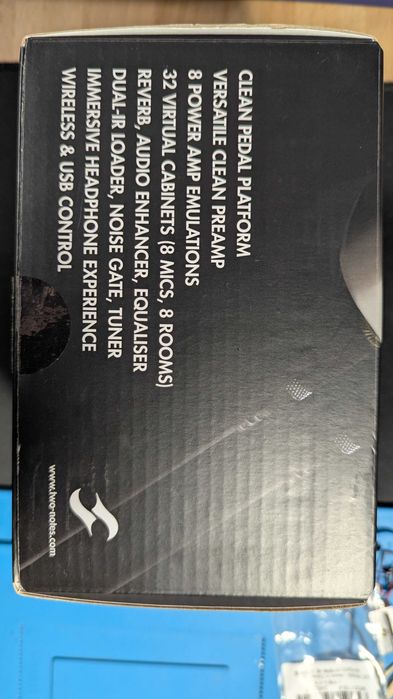 CLEAN PEDAL PLATFORM
VERSATILE CLEAN PREAMP
8 POWER AMP EMULATIONS
32 VIRTUAL CABINETS (8 MICS, 8 ROOMS)
REVERB, AUDIO ENHANCER, EQUALISER
DUAL-IR LOADER, NOISE GATE, TUNER
IMMERSIVE HEADPHONE EXPERIENCE
WIRELESS & USB CONTROL
www.two-notes.com